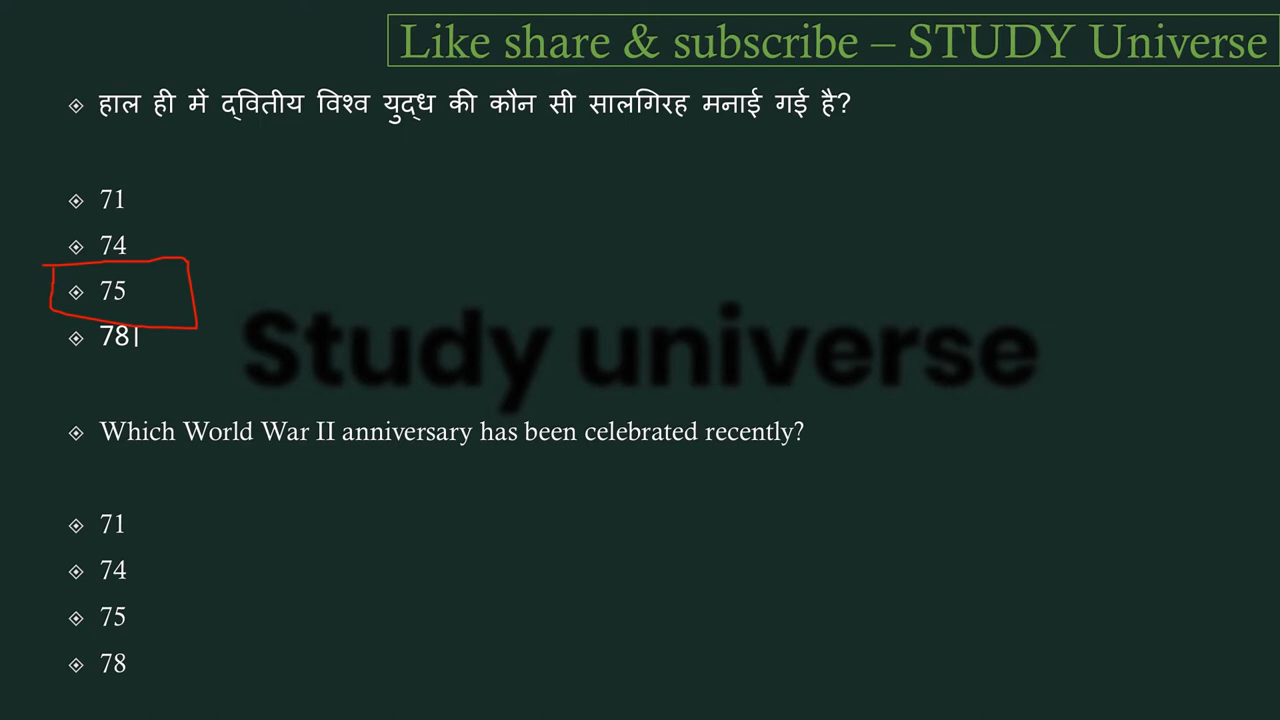 Like share & subscribe – STUDY Universe
हाल ही में द्वितीय विश्व युद्ध की कौन सी सालगिरह मनाई गई है?
71
74
75
78।
Study universe
Which World War II anniversary has been celebrated recently?
71
74
75
78